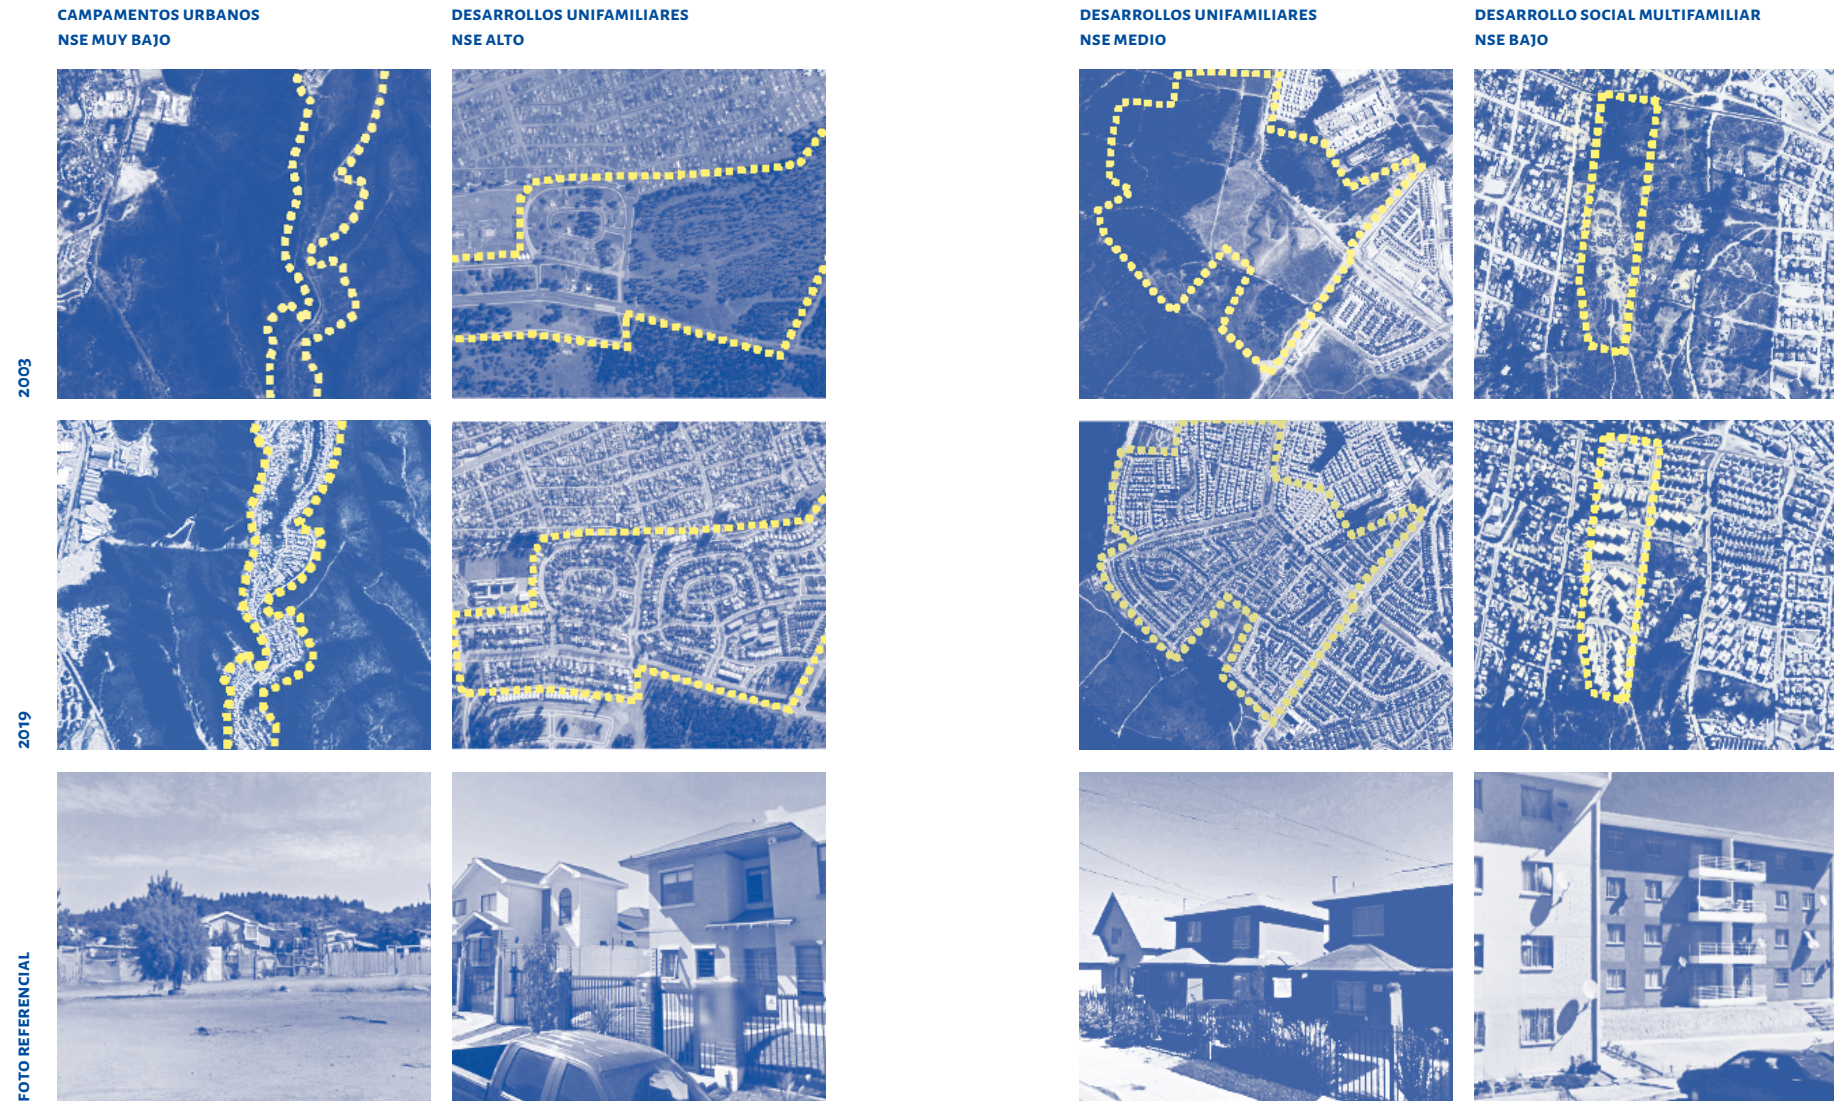 CAMPAMENTOS URBANOS
NSE MUY BAJO
DESARROLLOS UNIFAMILIARES
NSE ALTO
DESARROLLOS UNIFAMILIARES
NSE MEDIO
DESARROLLO SOCIAL MULTIFAMILIAR
NSE BAJO
2003
2019
FOTO REFERENCIAL